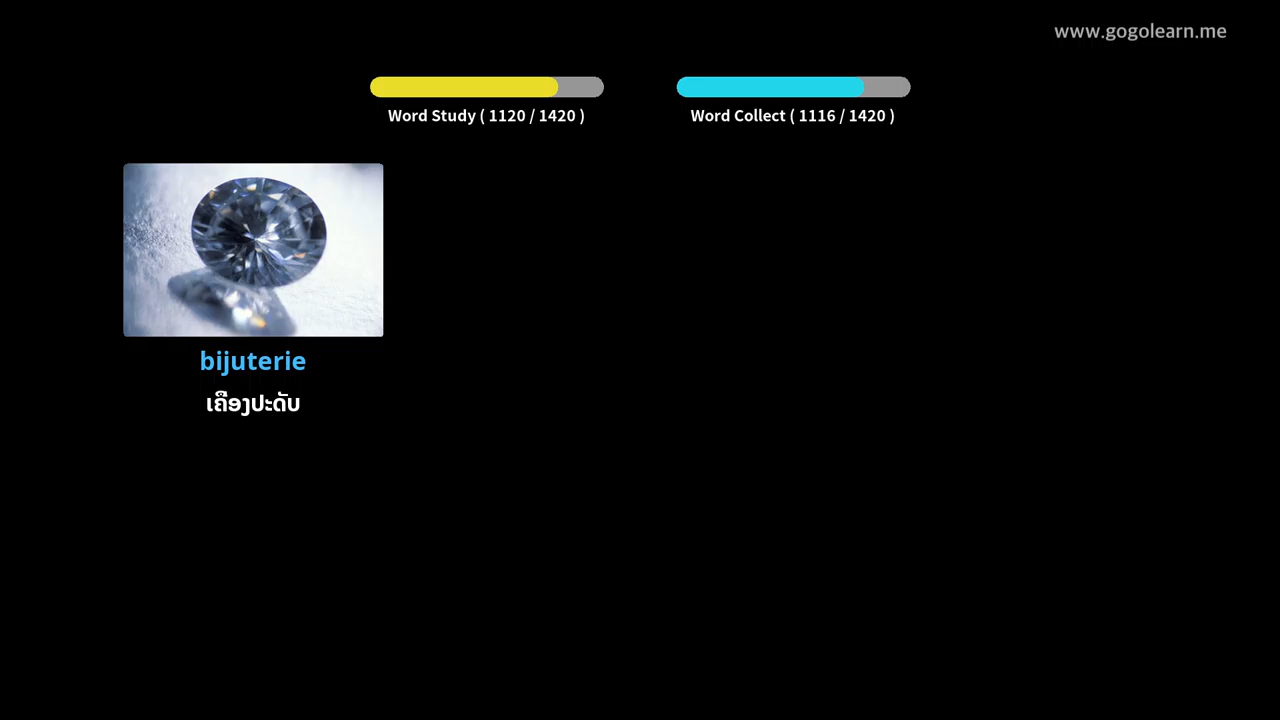 www.gogolearn.me
Word Study ( 1120 / 1420 )
Word Collect ( 1116 / 1420 )
bijuterie
ເຄືອງປະດັບ